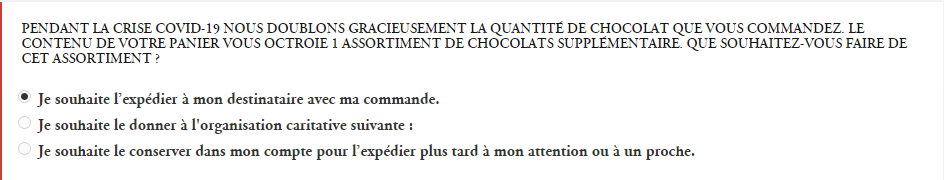 PENDANT LA CRISE COVID-19 NOUS DOUBLONS GRACIEUSEMENT LA QUANTITÉ DE CHOCOLAT QUE VOUS COMMANDEZ. LE
CONTENU DE VOTRE PANIER VOUS OCTROIE 1 ASSORTIMENT DE CHOCOLATS SUPPLÉMENTAIRE. QUE SOUHAITEZ-VOUS FAIRE DE
CET ASSORTIMENT ?
Je souhaite l’expédier à mon destinataire avec ma commande.
Je souhaite le donner à l'organisation caritative suivante :
Je souhaite le conserver dans mon compte pour l’expédier plus tard à mon attention ou à un proche.